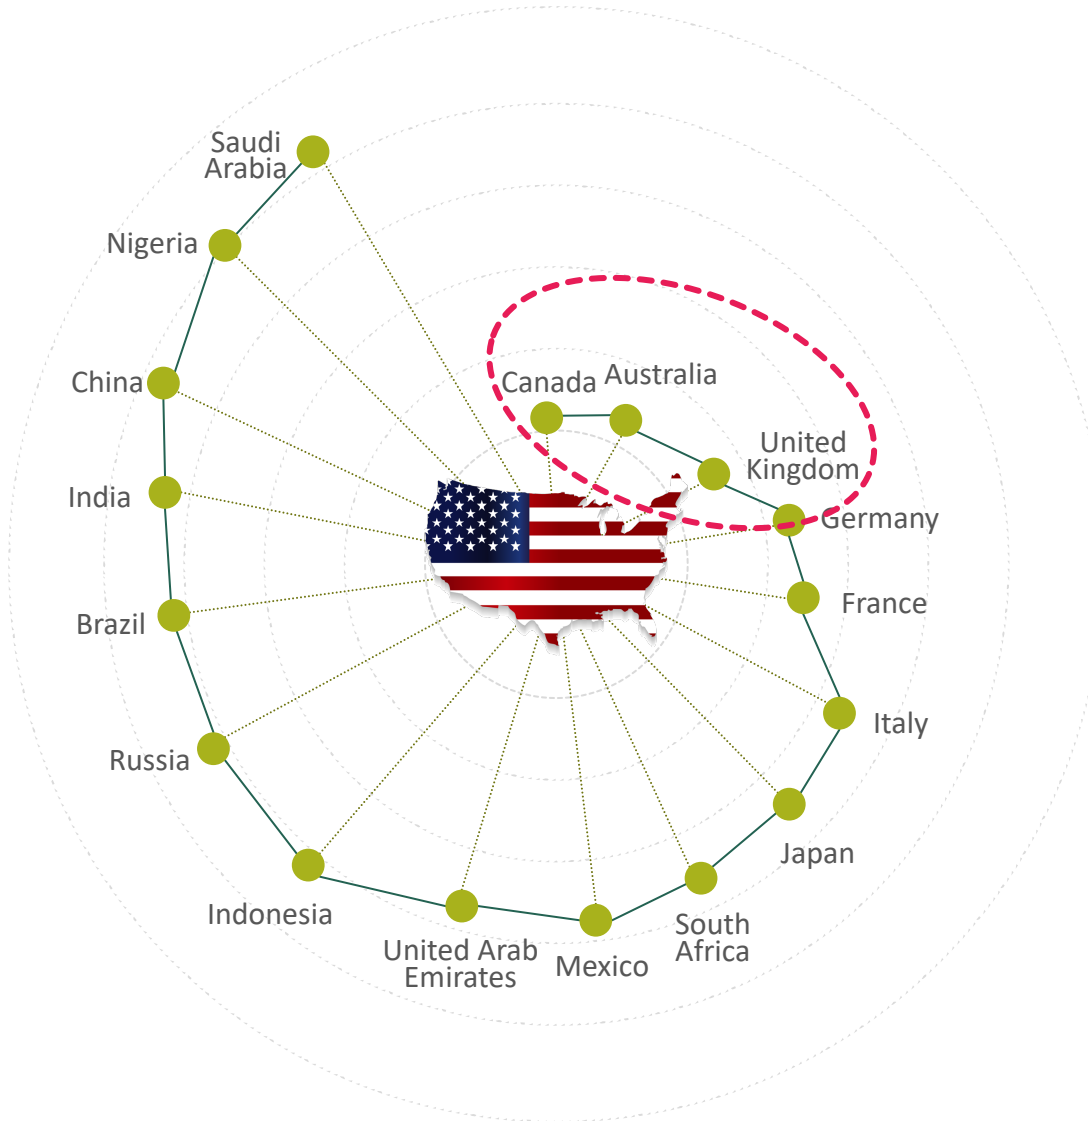 Saudi
Arabia
Nigeria
China
India
Brazil
Russia
Indonesia
United Arab
Emirates
Mexico
South
Africa
Japan
Italy
France
Germany
United
Kingdom
Australia
Canada